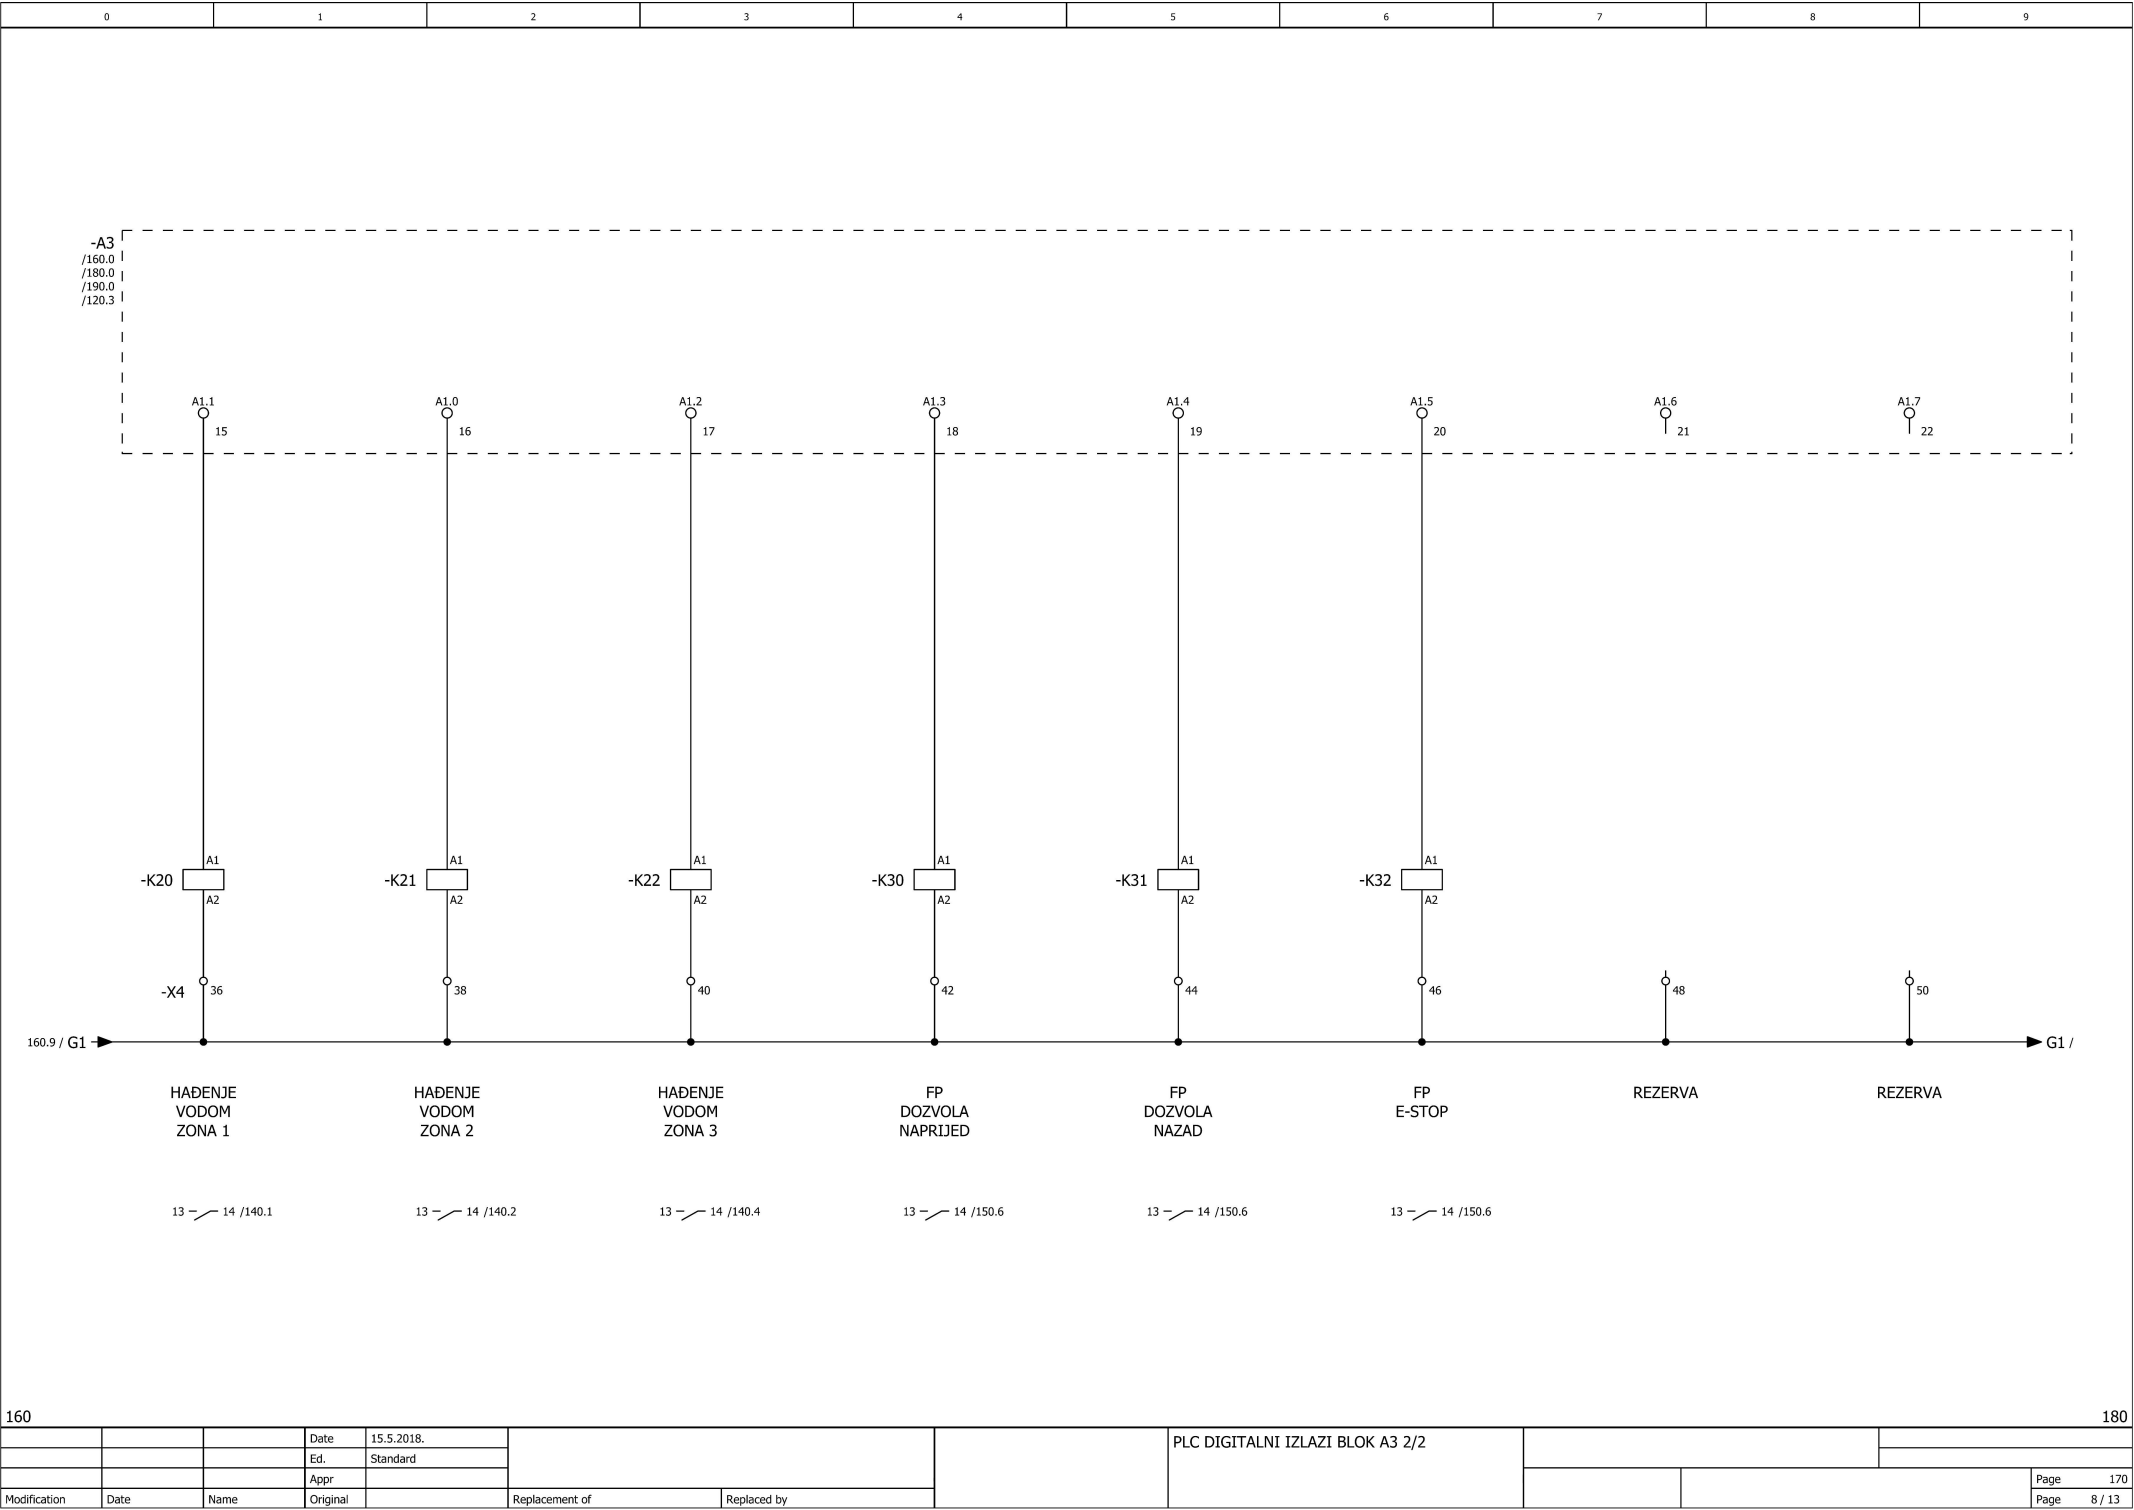 0 1 2 3 4 5 6 7 8 9
-A3
/160.0
/180.0
/190.0
/120.3
A1.1 A1.0 A1.2 A1.3 A1.4 A1.5 A1.6 A1.7
15 16 17 18 19 20 21 22
A1 A1 A1 A1 A1 A1
-K20 -K21 -K22 -K30 -K31 -K32
A2 A2 A2 A2 A2 A2
-X4 36 38 40 42 44 46 48 50
160.9 / G1 G1 /
HAĐENJE HAĐENJE HAĐENJE FP FP FP REZERVA REZERVA
VODOM VODOM VODOM DOZVOLA DOZVOLA E-STOP
ZONA 1 ZONA 2 ZONA 3 NAPRIJED NAZAD
13 14 /140.1 13 14 /140.2 13 14 /140.4 13 14 /150.6 13 14 /150.6 13 14 /150.6
160 180
Date 15.5.2018. PLC DIGITALNI IZLAZI BLOK A3 2/2
Ed. Standard
Appr Page 170
Modification Date Name Original Replacement of Replaced by Page 8 / 13